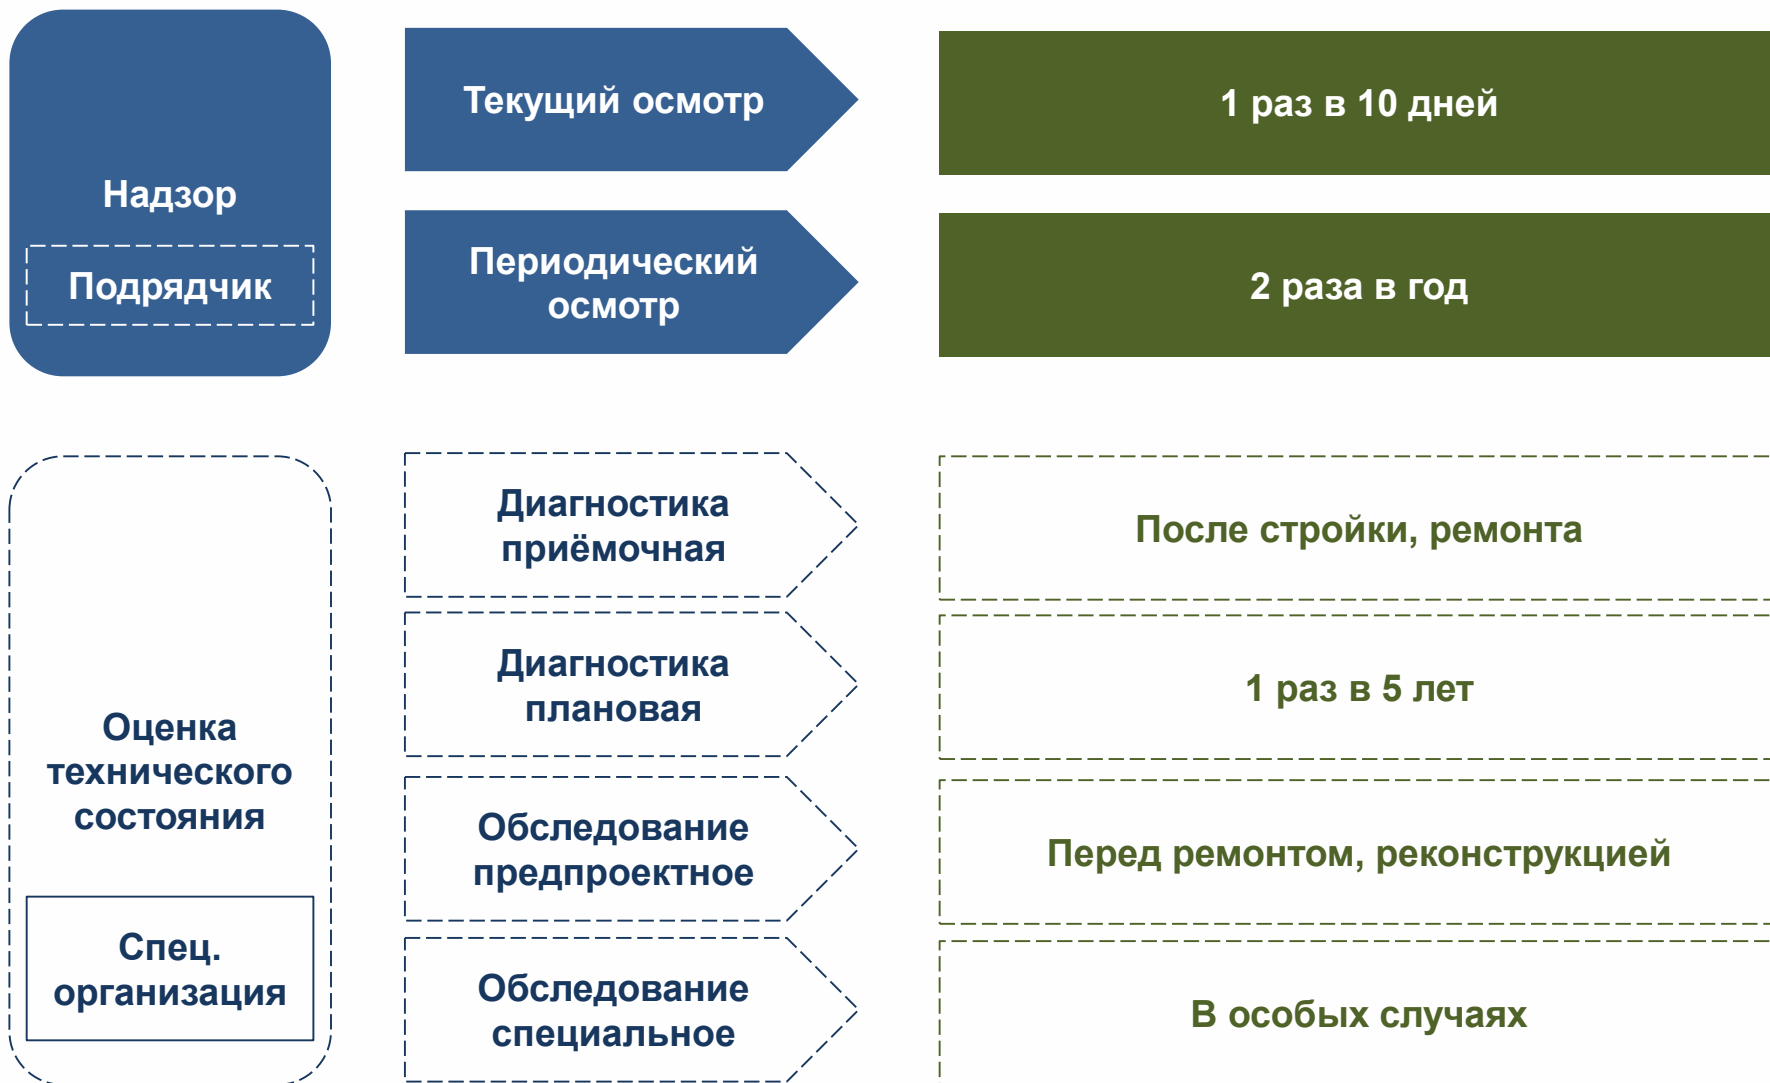 Надзор
Подрядчик
Текущий осмотр
1 раз в 10 дней
Периодический
осмотр
2 раза в год
Оценка
технического
состояния
Спец.
организация
Диагностика
приёмочная
После стройки, ремонта
Диагностика
плановая
1 раз в 5 лет
Обследование
предпроектное
Перед ремонтом, реконструкцией
Обследование
специальное
В особых случаях